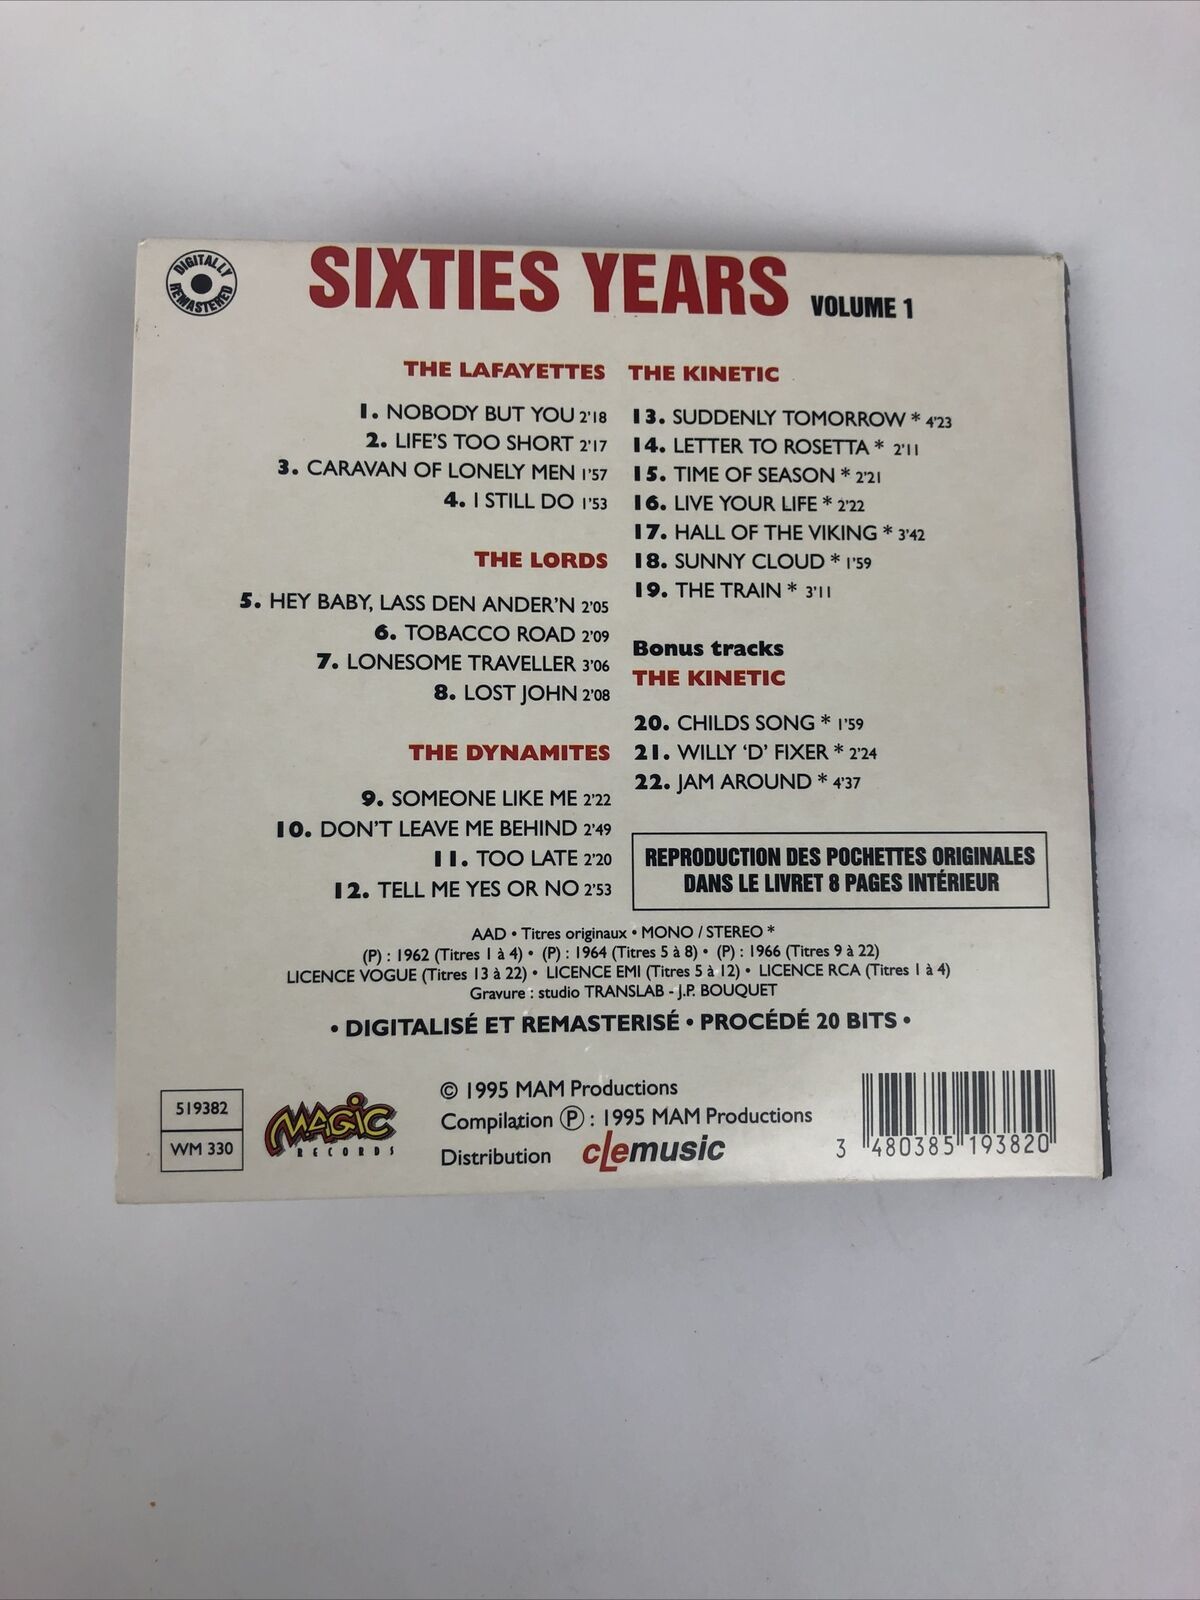 DIGITALLY REMASTERED
SIXTIES YEARS VOLUME 1
THE LAFAYETTES
1. NOBODY BUT YOU 2'18
2. LIFE'S TOO SHORT 2'17
3. CARAVAN OF LONELY MEN 1'57
4. I STILL DO 1'53
THE LORDS
5. HEY BABY, LASS DEN ANDER'N 2'05
6. TOBACCO ROAD 2'09
7. LONESOME TRAVELLER 3'06
8. LOST JOHN 2'08
THE DYNAMITES
9. SOMEONE LIKE ME 2'22
10. DON'T LEAVE ME BEHIND 2'49
11. TOO LATE 2'20
12. TELL ME YES OR NO 2'53
THE KINETIC
13. SUDDENLY TOMORROW * 4'23
14. LETTER TO ROSETTA * 2'11
15. TIME OF SEASON * 2'21
16. LIVE YOUR LIFE * 2'22
17. HALL OF THE VIKING * 3'42
18. SUNNY CLOUD * 1'59
19. THE TRAIN * 3'11
Bonus tracks
THE KINETIC
20. CHILDS SONG * 1'59
21. WILLY 'D' FIXER * 2'24
22. JAM AROUND * 4'37
REPRODUCTION DES POCHETTES ORIGINALES
DANS LE LIVRET 8 PAGES INTÉRIEUR
AAD • Titres originaux • MONO / STEREO *
(P) : 1962 (Titres 1 à 4) • (P) : 1964 (Titres 5 à 8) • (P) : 1966 (Titres 9 à 22)
LICENCE VOGUE (Titres 13 à 22) • LICENCE EMI (Titres 5 à 12) • LICENCE RCA (Titres 1 à 4)
Gravure : studio TRANSLAB - J.P. BOUQUET
• DIGITALISÉ ET REMASTERISÉ • PROCÉDÉ 20 BITS •
519382
WM 330
MAGIC
RECORDS
© 1995 MAM Productions
Compilation Ⓟ : 1995 MAM Productions
Distribution cLemusic
3 480385 193820